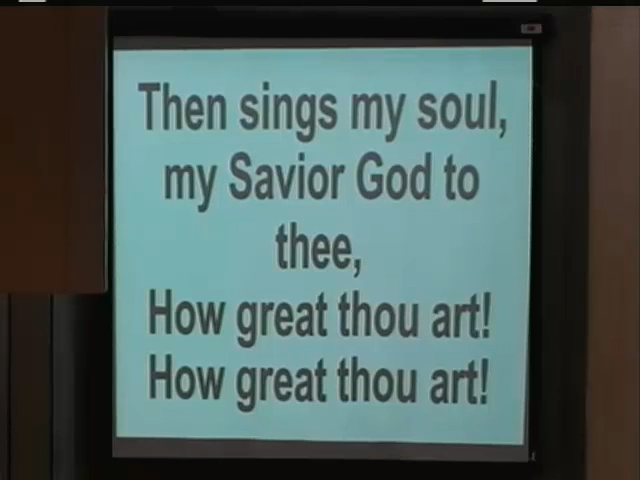 Then sings my soul,
my Savior God to
thee,
How great thou art!
How great thou art!